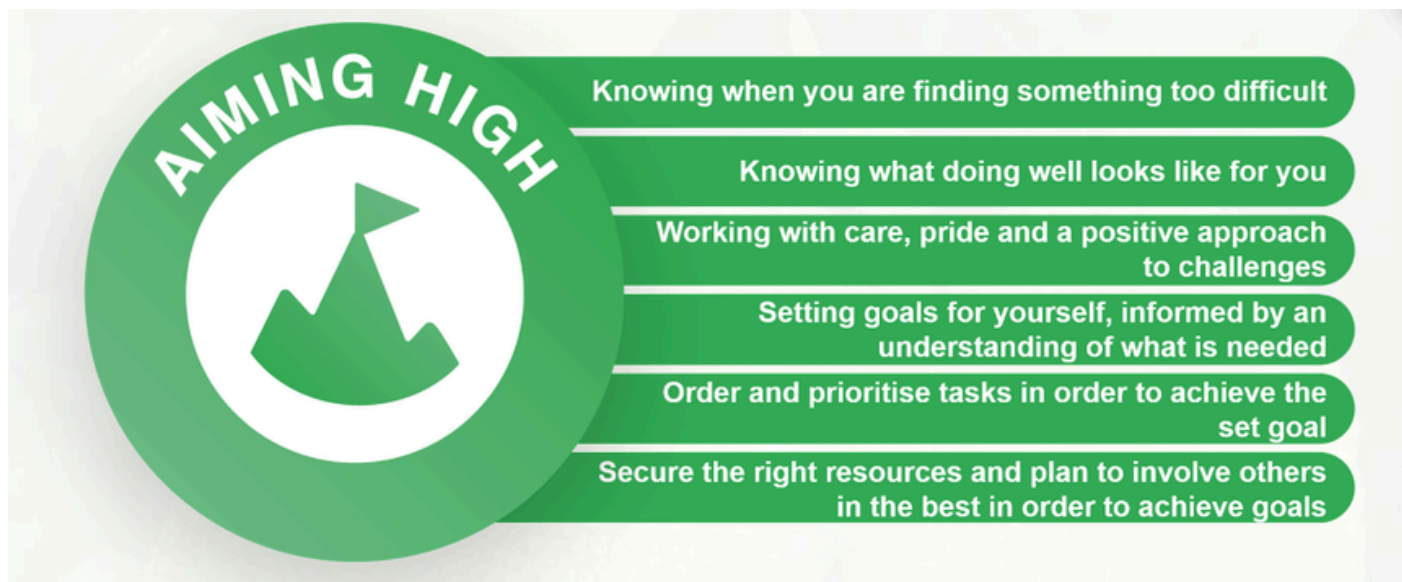 AIMING HIGH
Knowing when you are finding something too difficult
Knowing what doing well looks like for you
Working with care, pride and a positive approach
to challenges
Setting goals for yourself, informed by an
understanding of what is needed
Order and prioritise tasks in order to achieve the
set goal
Secure the right resources and plan to involve others
in the best in order to achieve goals